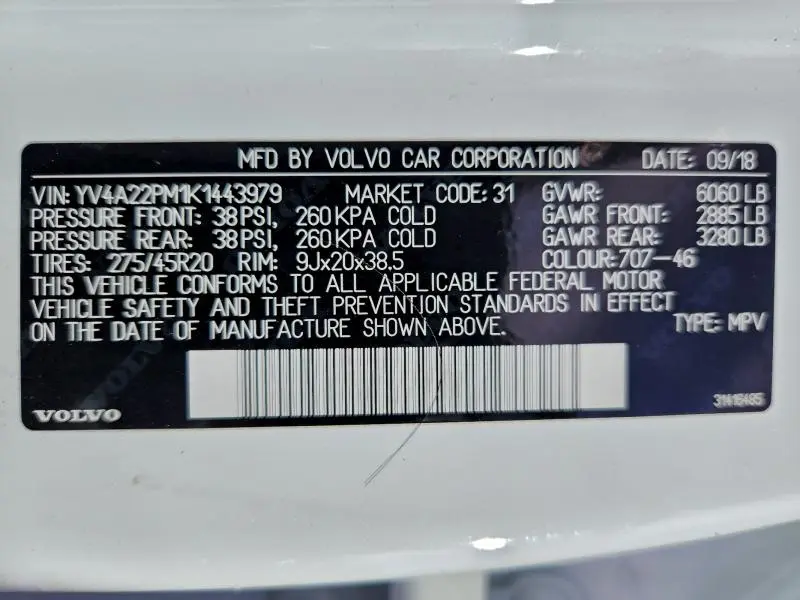 MFD BY VOLVO CAR CORPORATION DATE: 09/18
VIN: YV4A22PM1K1443979 MARKET CODE: 31 GVWR: 6060 LB
PRESSURE FRONT: 38 PSI, 260 KPA COLD GAWR FRONT: 2885 LB
PRESSURE REAR: 38 PSI, 260 KPA COLD GAWR REAR: 3280 LB
TIRES: 275/45R20 RIM: 9Jx20x38.5 COLOUR: 707-46
THIS VEHICLE CONFORMS TO ALL APPLICABLE FEDERAL MOTOR
VEHICLE SAFETY AND THEFT PREVENTION STANDARDS IN EFFECT
ON THE DATE OF MANUFACTURE SHOWN ABOVE. TYPE: MPV
VOLVO 31416485